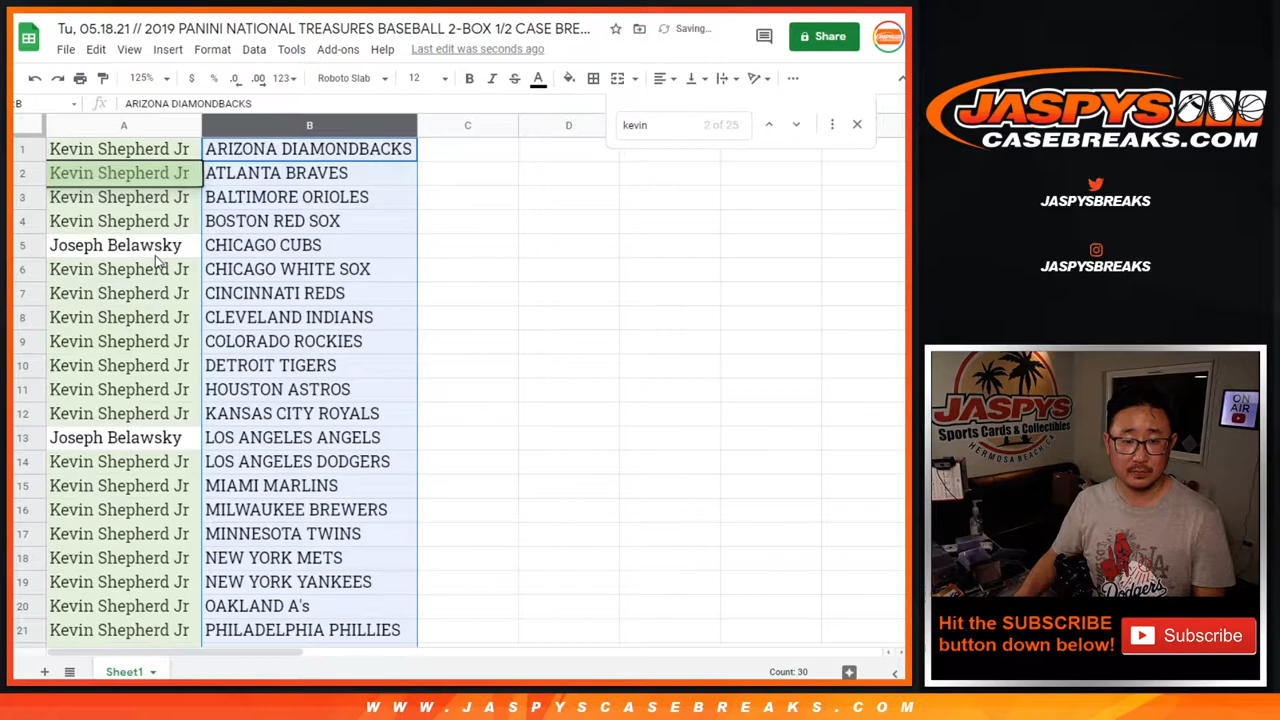 Tu, 05.18.21 // 2019 PANINI NATIONAL TREASURES BASEBALL 2-BOX 1/2 CASE BRE...
Saving...
Share
File Edit View Insert Format Data Tools Add-ons Help Last edit was seconds ago
125% $ % .0 .00 123 Roboto Slab 12 B I S A
:B fx ARIZONA DIAMONDBACKS
kevin 2 of 25
A B C D
1 Kevin Shepherd Jr ARIZONA DIAMONDBACKS
2 Kevin Shepherd Jr ATLANTA BRAVES
3 Kevin Shepherd Jr BALTIMORE ORIOLES
4 Kevin Shepherd Jr BOSTON RED SOX
5 Joseph Belawsky CHICAGO CUBS
6 Kevin Shepherd Jr CHICAGO WHITE SOX
7 Kevin Shepherd Jr CINCINNATI REDS
8 Kevin Shepherd Jr CLEVELAND INDIANS
9 Kevin Shepherd Jr COLORADO ROCKIES
10 Kevin Shepherd Jr DETROIT TIGERS
11 Kevin Shepherd Jr HOUSTON ASTROS
12 Kevin Shepherd Jr KANSAS CITY ROYALS
13 Joseph Belawsky LOS ANGELES ANGELS
14 Kevin Shepherd Jr LOS ANGELES DODGERS
15 Kevin Shepherd Jr MIAMI MARLINS
16 Kevin Shepherd Jr MILWAUKEE BREWERS
17 Kevin Shepherd Jr MINNESOTA TWINS
18 Kevin Shepherd Jr NEW YORK METS
19 Kevin Shepherd Jr NEW YORK YANKEES
20 Kevin Shepherd Jr OAKLAND A's
21 Kevin Shepherd Jr PHILADELPHIA PHILLIES
Sheet1
Count: 30
JASPYS
CASEBREAKS.COM
JASPYSBREAKS
JASPYSBREAKS
JASPYS
Sports Cards & Collectibles
HERMOSA BEACH
ON
AIR
Dodgers
Hit the SUBSCRIBE
button down below!
Subscribe
WWW.JASPYSCASEBREAKS.COM